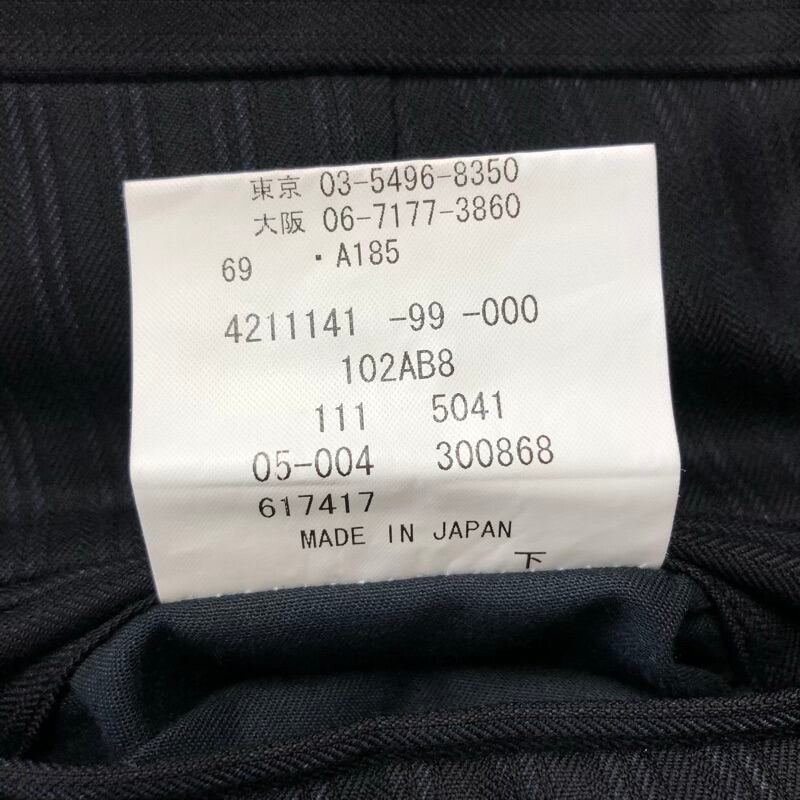 東京 03-5496-8350
大阪 06-7177-3860
69 ・A185
4211141 -99 -000
102AB8
111 5041
05-004 300868
617417
MADE IN JAPAN
下